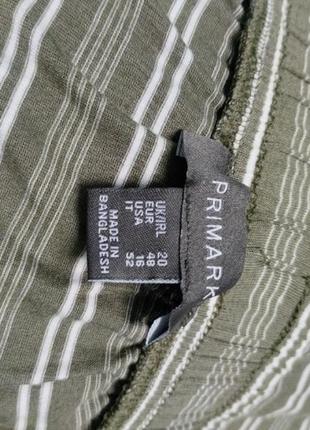 PRIMARK
UK/IRL 20
EUR 48
USA 16
IT 52
MADE IN
BANGLADESH